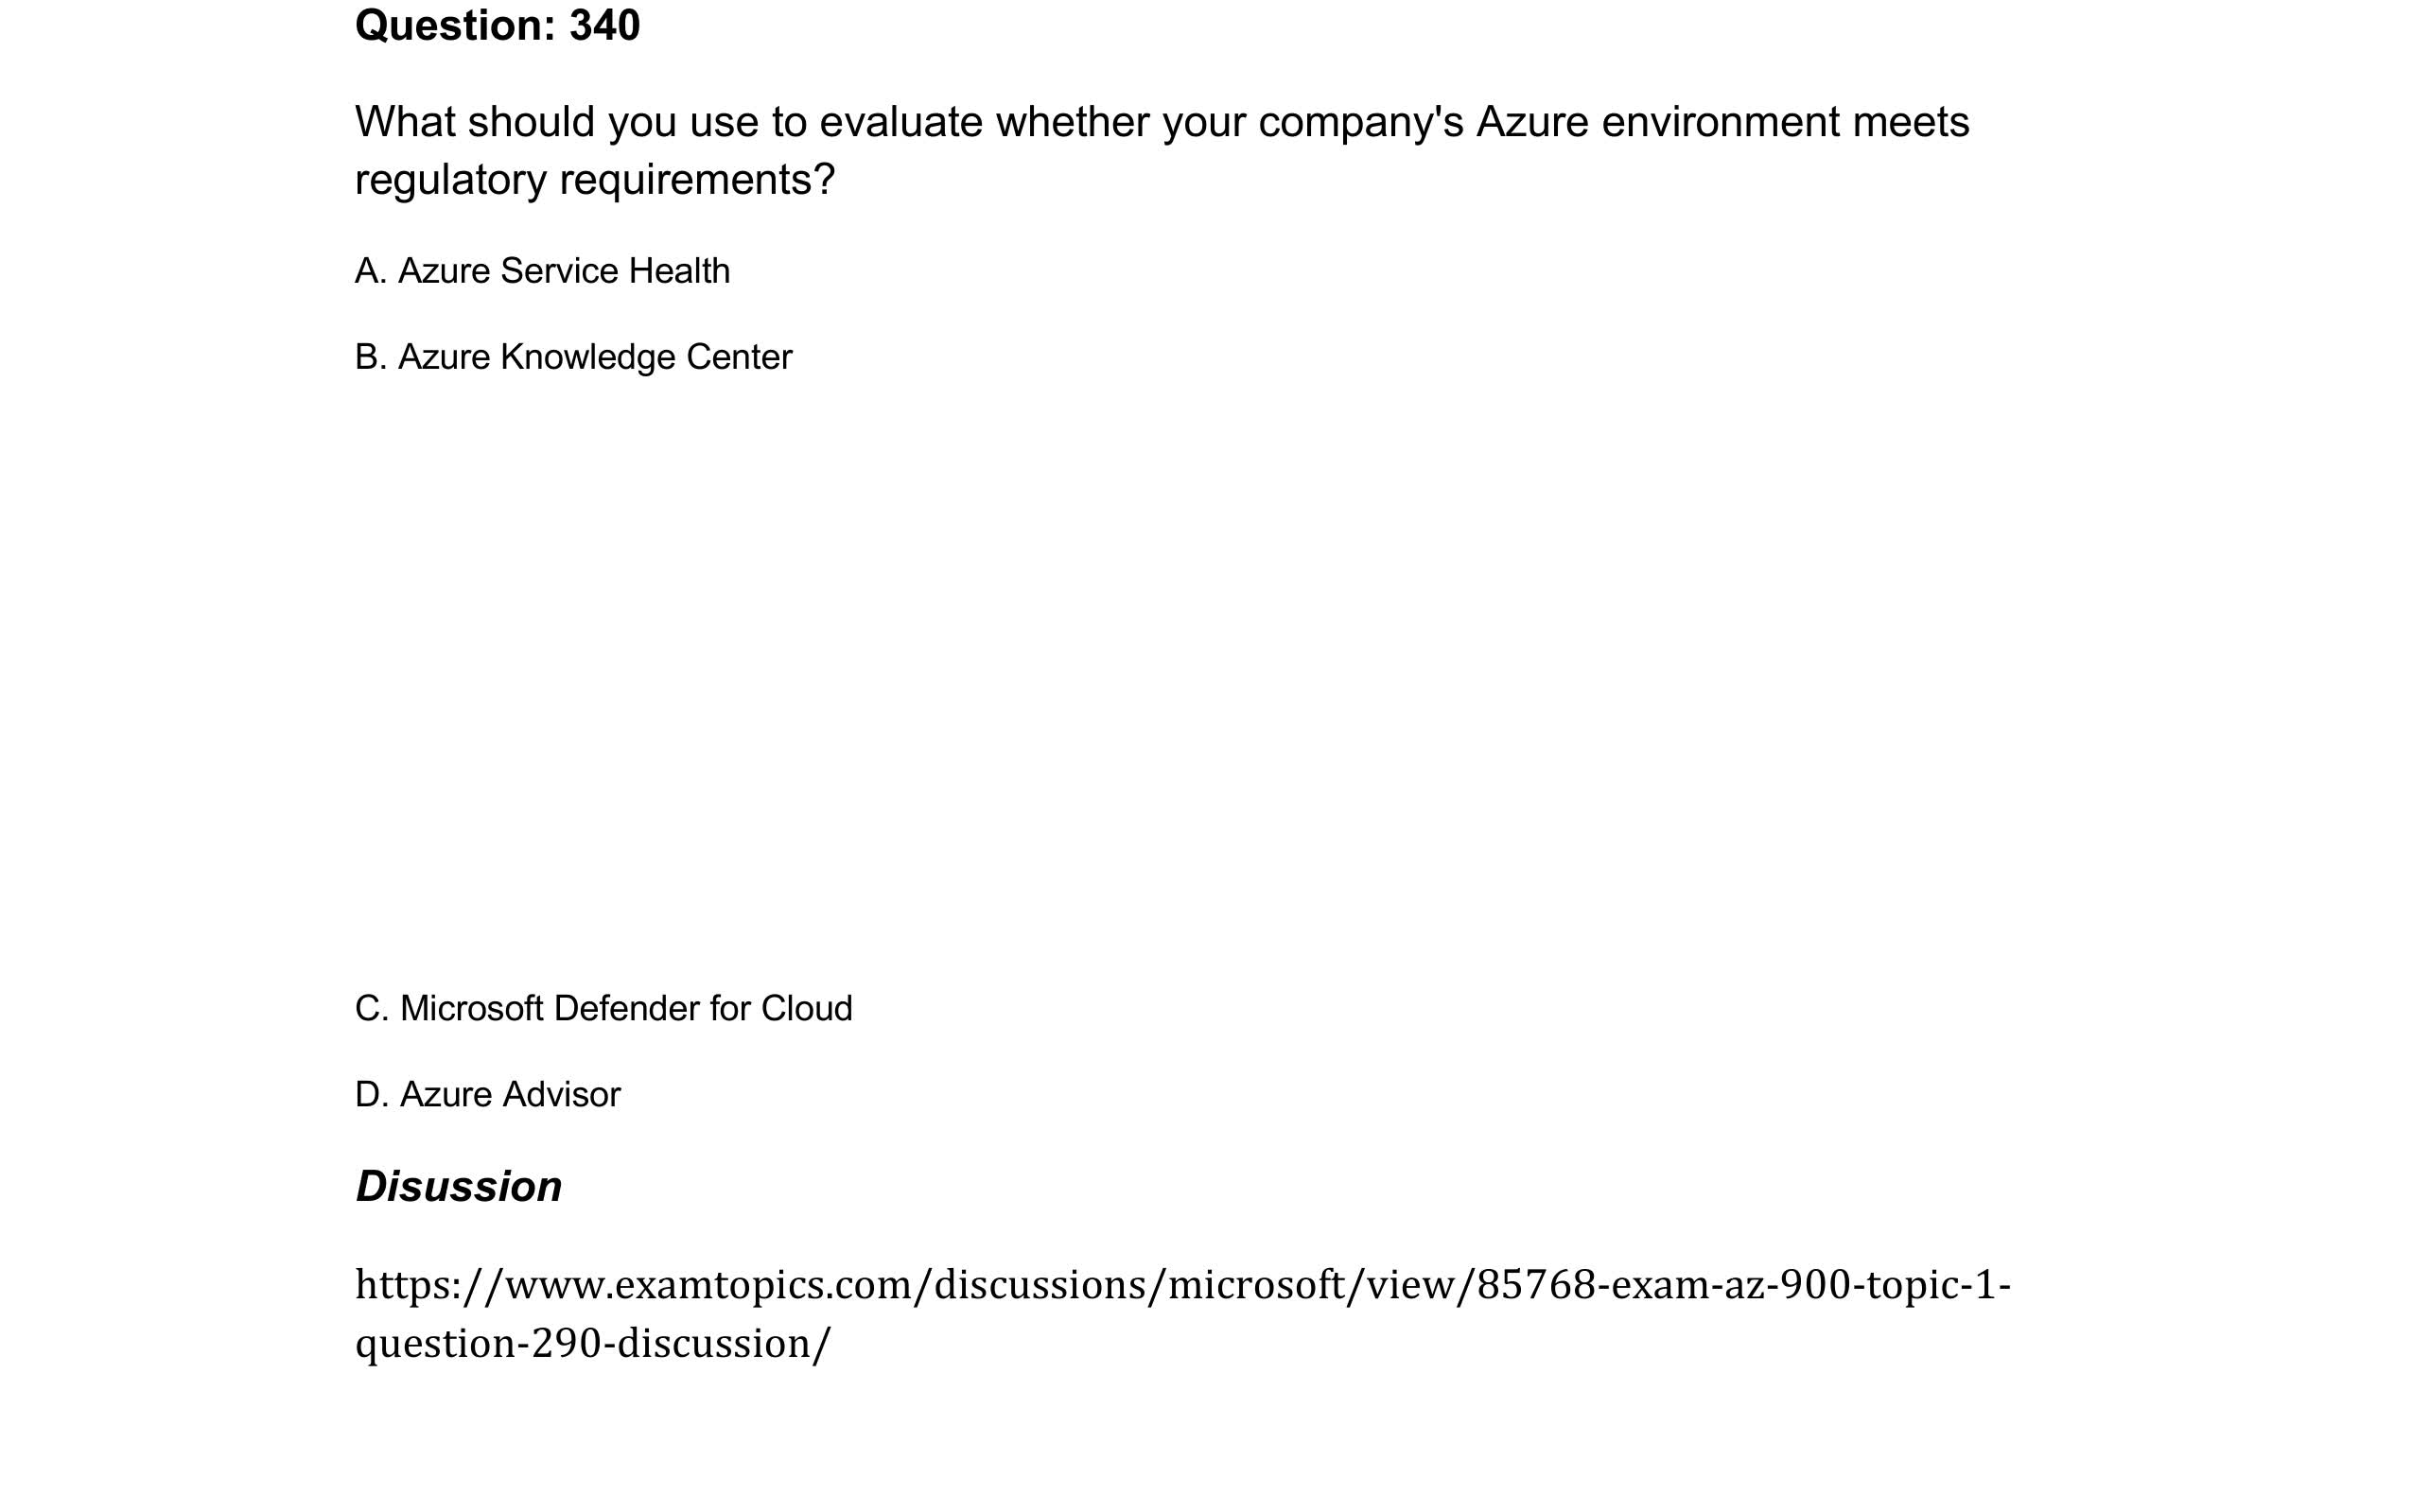 Question: 340
What should you use to evaluate whether your company's Azure environment meets
regulatory requirements?
A. Azure Service Health
B. Azure Knowledge Center
C. Microsoft Defender for Cloud
D. Azure Advisor
Disussion
https://www.examtopics.com/discussions/microsoft/view/85768-exam-az-900-topic-1-
question-290-discussion/